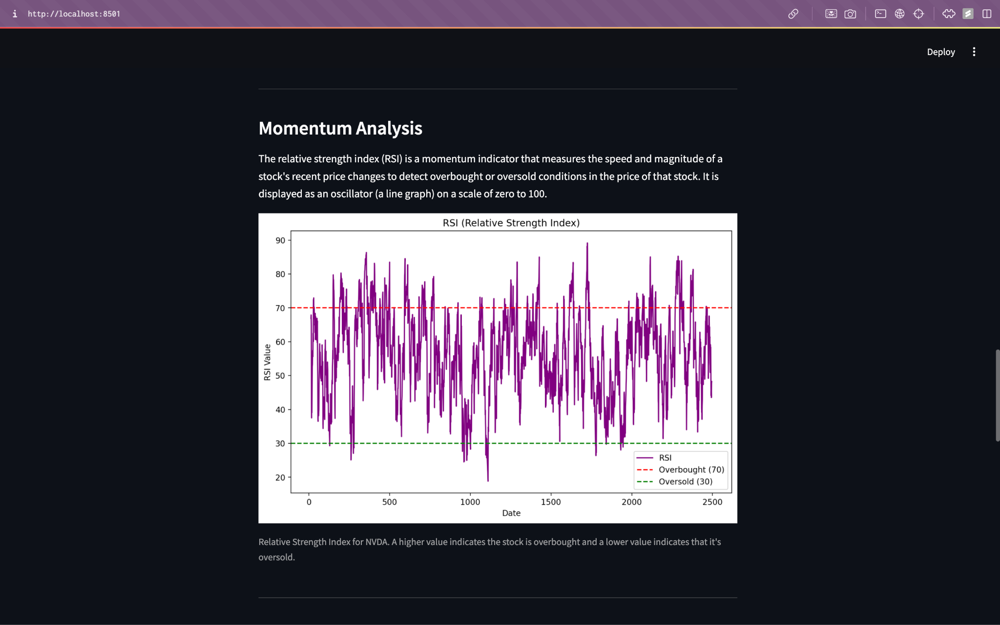 http://localhost:8501
Deploy
Momentum Analysis
The relative strength index (RSI) is a momentum indicator that measures the speed and magnitude of a
stock's recent price changes to detect overbought or oversold conditions in the price of that stock. It is
displayed as an oscillator (a line graph) on a scale of zero to 100.
RSI (Relative Strength Index)
90
80
70
60
50
40
30
20
RSI Value
RSI
Overbought (70)
Oversold (30)
0 500 1000 1500 2000 2500
Date
Relative Strength Index for NVDA. A higher value indicates the stock is overbought and a lower value indicates that it's
oversold.